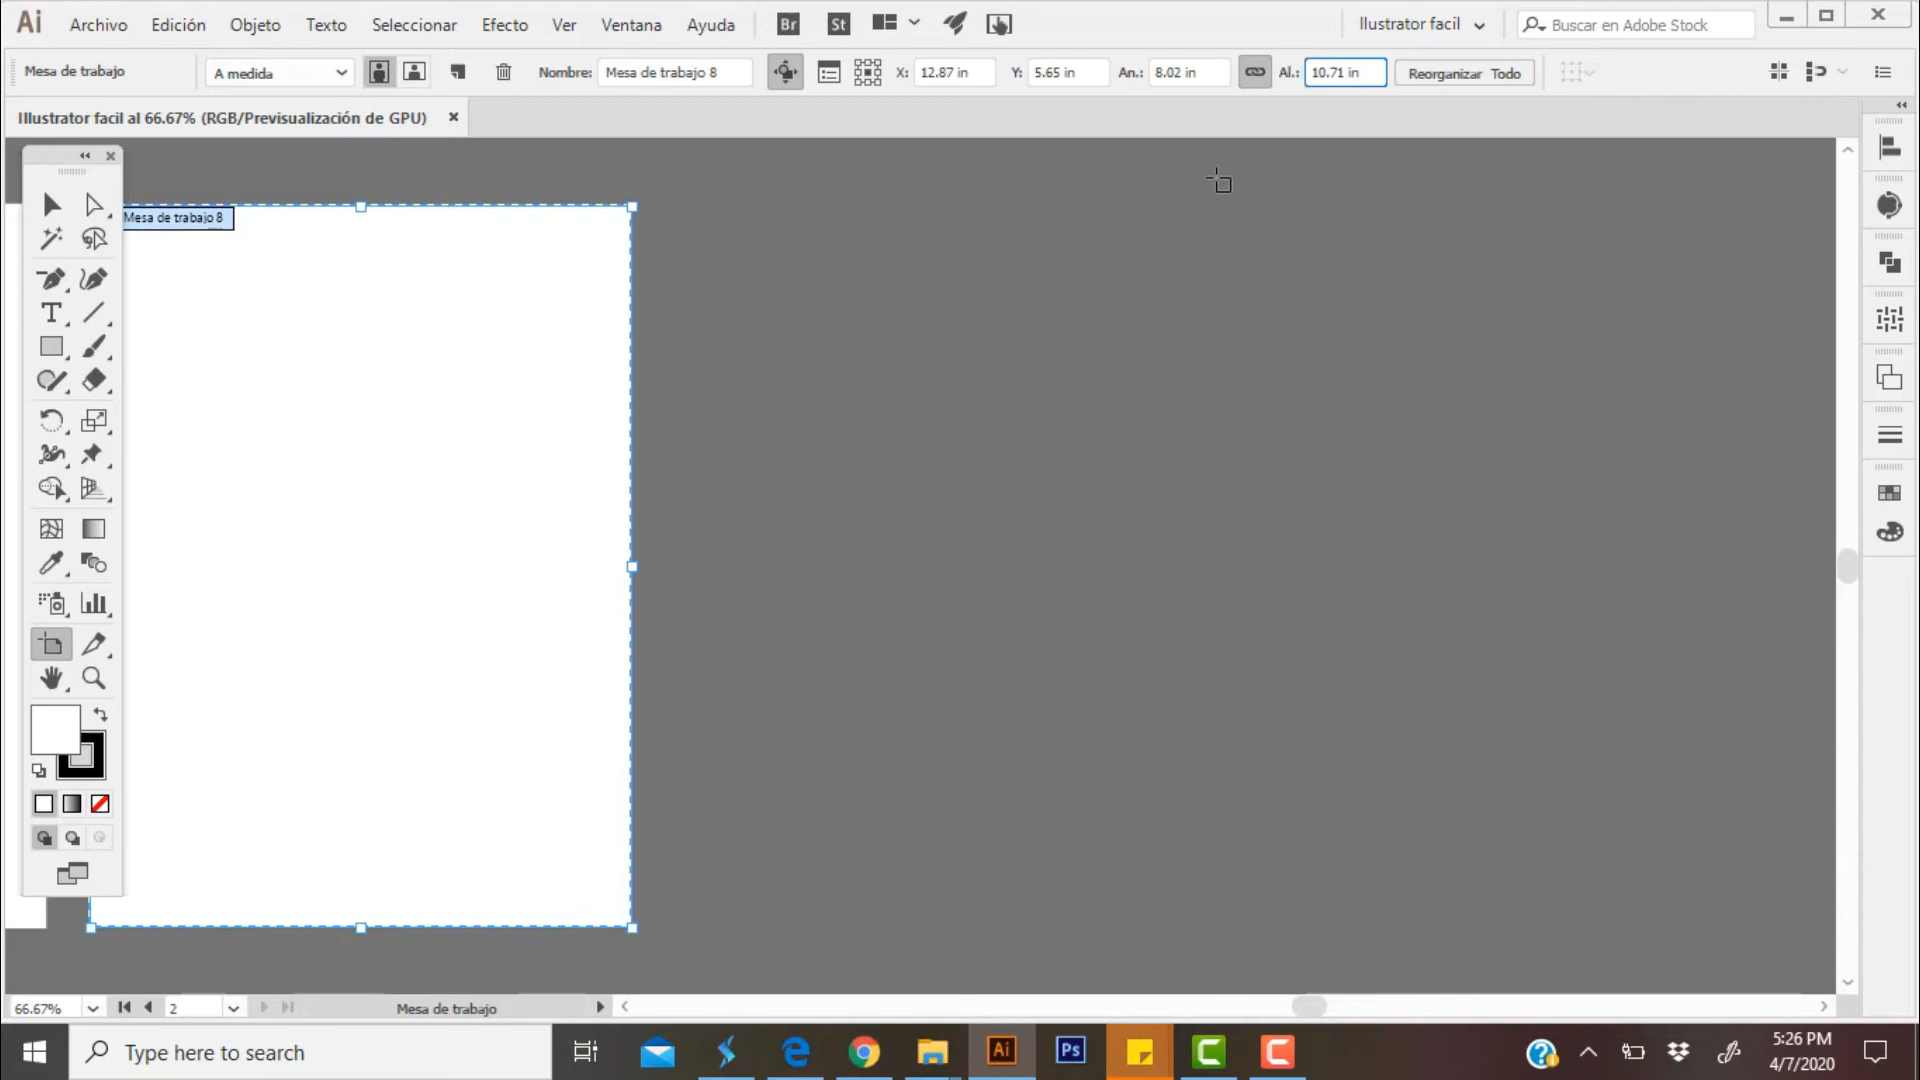 Ai Archivo Edición Objeto Texto Seleccionar Efecto Ver Ventana Ayuda Br St Ilustrator facil Buscar en Adobe Stock
Mesa de trabajo A medida Nombre: Mesa de trabajo 8 X: 12.87 in Y: 5.65 in An.: 8.02 in Al.: 10.71 in Reorganizar Todo
Illustrator facil al 66.67% (RGB/Previsualización de GPU)
Mesa de trabajo 8
66.67% 2 Mesa de trabajo
Type here to search Ai Ps 5:26 PM
4/7/2020